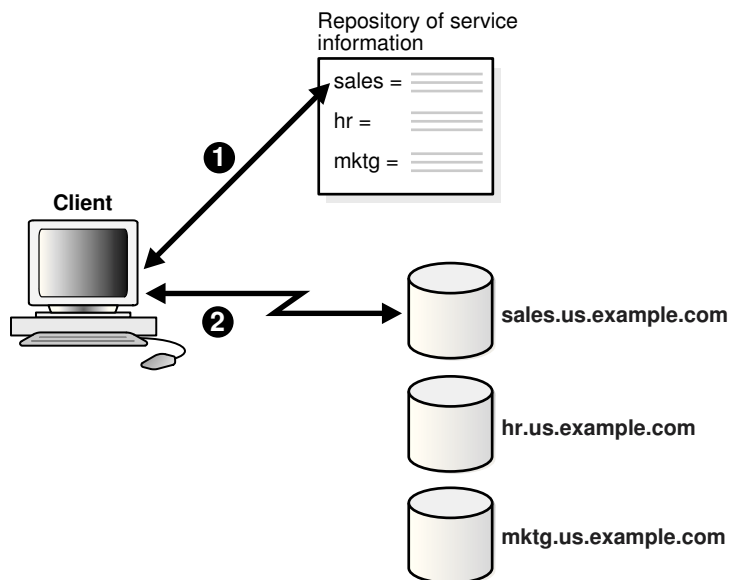 Repository of service
information
sales =
hr =
mktg =
1
Client
2
sales.us.example.com
hr.us.example.com
mktg.us.example.com